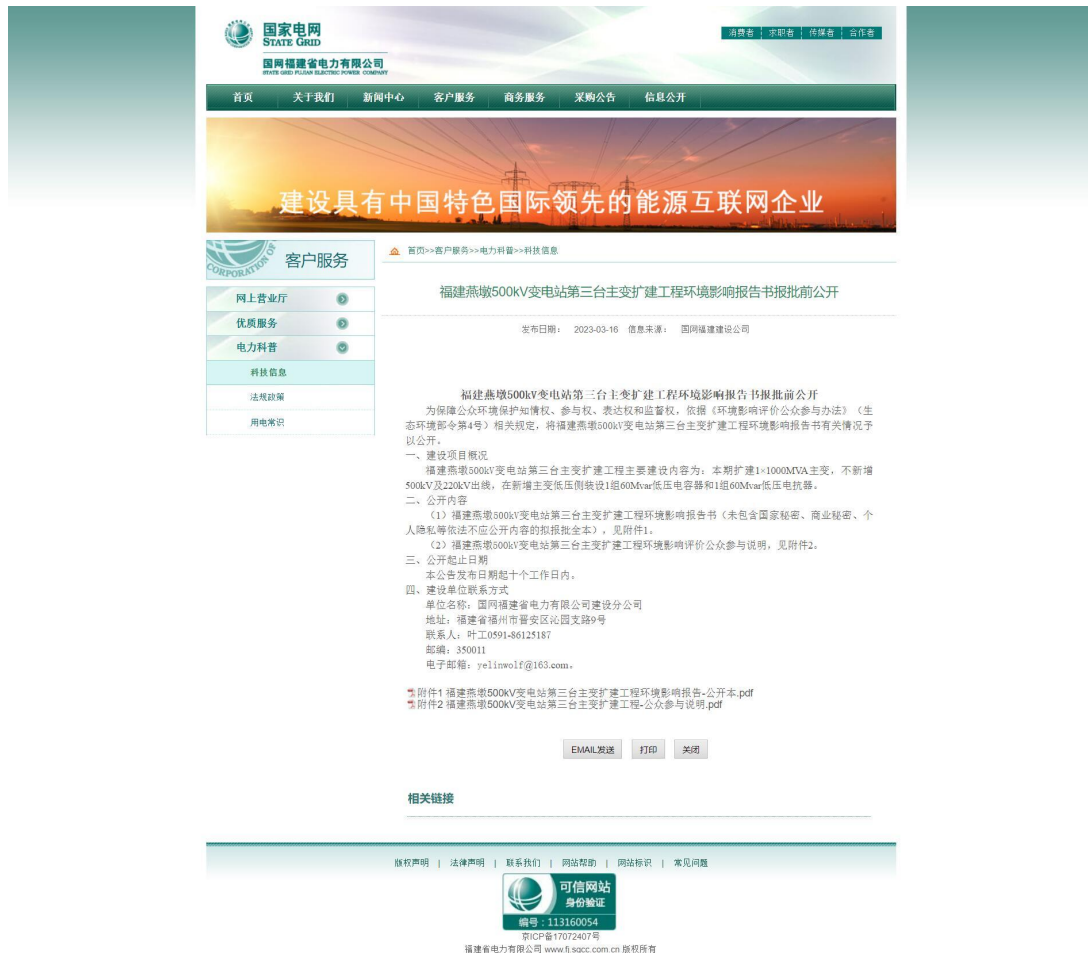 国家电网
STATE GRID
国网福建省电力有限公司
STATE GRID FUJIAN ELECTRIC POWER COMPANY
消费者 求职者 传媒者 合作者
首页 关于我们 新闻中心 客户服务 商务服务 采购公告 信息公开
建设具有中国特色国际领先的能源互联网企业
CORPORATION OF
客户服务
首页>>客户服务>>电力科普>>科技信息
网上营业厅
优质服务
电力科普
科技信息
法规政策
用电常识
福建燕墩500kV变电站第三台主变扩建工程环境影响报告书报批前公开
发布日期： 2023-03-16 信息来源： 国网福建建设公司
福建燕墩500kV变电站第三台主变扩建工程环境影响报告书报批前公开
为保障公众环境保护知情权、参与权、表达权和监督权，依据《环境影响评价公众参与办法》（生
态环境部令第4号）相关规定，将福建燕墩500kV变电站第三台主变扩建工程环境影响报告书有关情况予
以公开。
一、建设项目概况
福建燕墩500kV变电站第三台主变扩建工程主要建设内容为：本期扩建1×1000MVA主变，不新增
500kV及220kV出线，在新增主变低压侧装设1组60Mvar低压电容器和1组60Mvar低压电抗器。
二、公开内容
（1）福建燕墩500kV变电站第三台主变扩建工程环境影响报告书（未包含国家秘密、商业秘密、个
人隐私等依法不应公开内容的拟报批全本），见附件1。
（2）福建燕墩500kV变电站第三台主变扩建工程环境影响评价公众参与说明，见附件2。
三、公开起止日期
本公告发布日期起十个工作日内。
四、建设单位联系方式
单位名称：国网福建省电力有限公司建设分公司
地址：福建省福州市晋安区沁园支路9号
联系人：叶工0591-86125187
邮编：350011
电子邮箱：yelinwolf@163.com。
附件1 福建燕墩500kV变电站第三台主变扩建工程环境影响报告-公开本.pdf
附件2 福建燕墩500kV变电站第三台主变扩建工程-公众参与说明.pdf
EMAIL发送 打印 关闭
相关链接
版权声明 | 法律声明 | 联系我们 | 网站帮助 | 网站标识 | 常见问题
可信网站
身份验证
编号：113160054
京ICP备17072407号
福建省电力有限公司 www.fj.sgcc.com.cn 版权所有